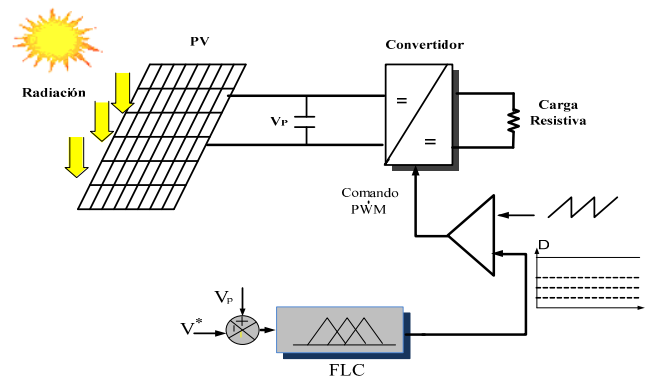 PV
Convertidor
Radiación
VP
=
=
Carga
Resistiva
Comando
PWM
D
VP
V*
FLC